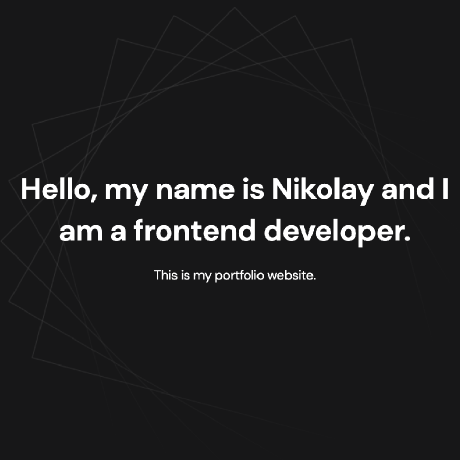 Hello, my name is Nikolay and I
am a frontend developer.
This is my portfolio website.